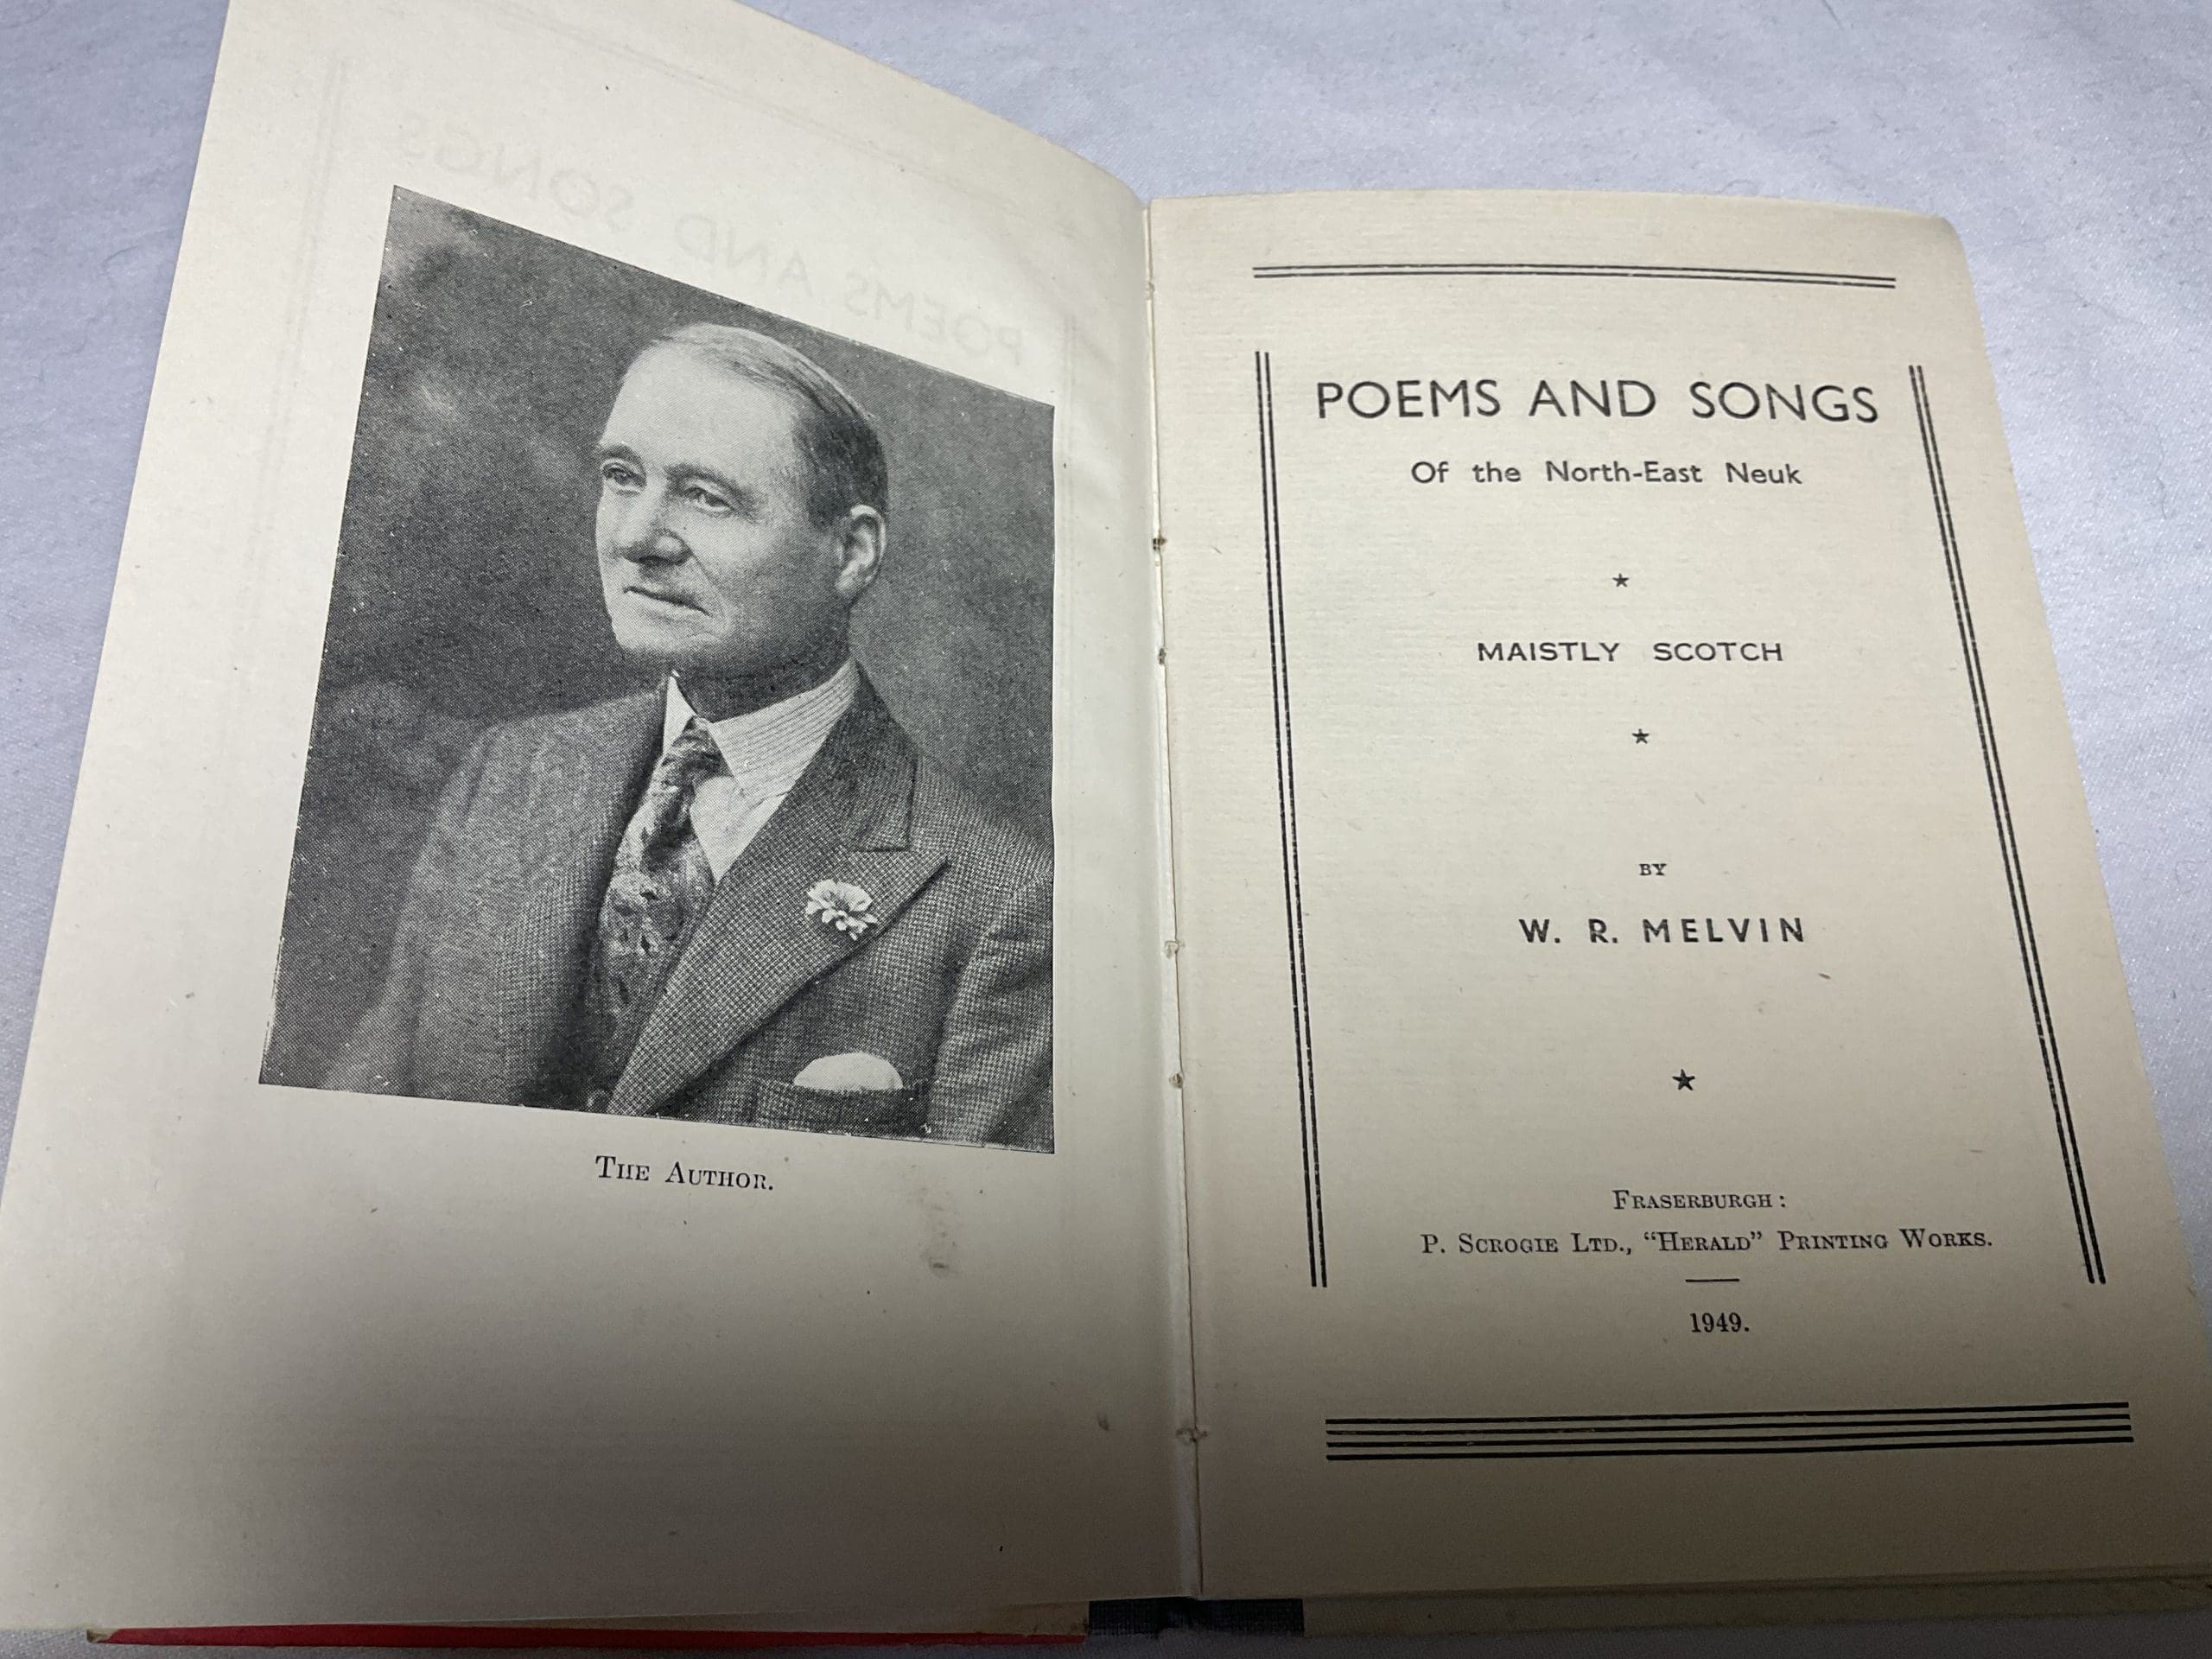 THE AUTHOR.
POEMS AND SONGS
Of the North-East Neuk
MAISTLY SCOTCH
BY
W. R. MELVIN
FRASERBURGH:
P. SCROGIE LTD., "HERALD" PRINTING WORKS.
1949.